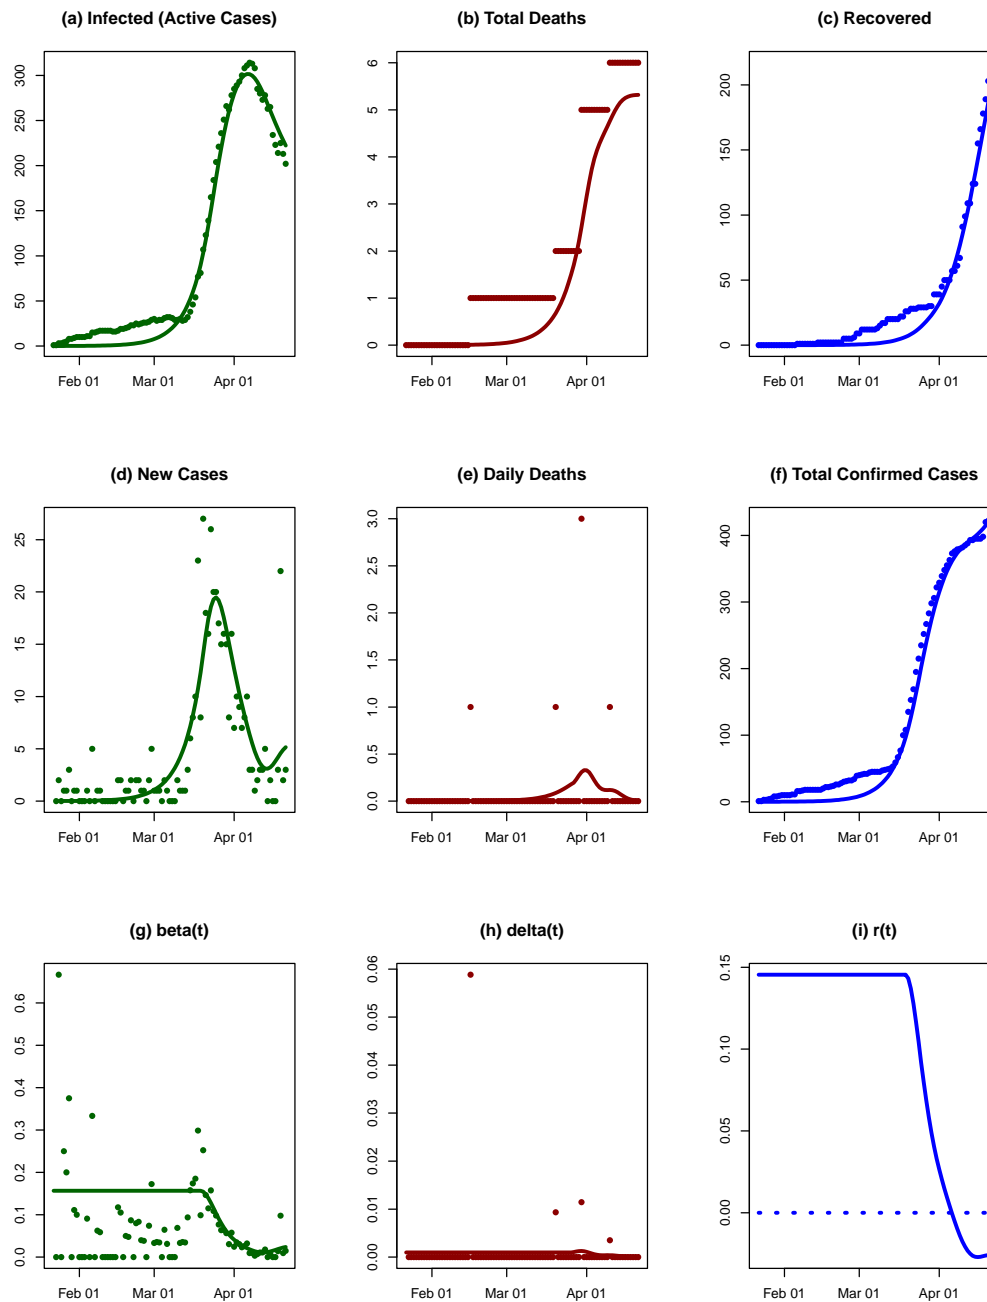 (a) Infected (Active Cases)
(b) Total Deaths
(c) Recovered
0
50
100
150
200
250
300
Feb 01
Mar 01
Apr 01
0
1
2
3
4
5
6
Feb 01
Mar 01
Apr 01
0
50
100
150
200
Feb 01
Mar 01
Apr 01
(d) New Cases
(e) Daily Deaths
(f) Total Confirmed Cases
0
5
10
15
20
25
Feb 01
Mar 01
Apr 01
0.0
0.5
1.0
1.5
2.0
2.5
3.0
Feb 01
Mar 01
Apr 01
0
100
200
300
400
Feb 01
Mar 01
Apr 01
(g) beta(t)
(h) delta(t)
(i) r(t)
0.0
0.1
0.2
0.3
0.4
0.5
0.6
Feb 01
Mar 01
Apr 01
0.00
0.01
0.02
0.03
0.04
0.05
0.06
Feb 01
Mar 01
Apr 01
0.00
0.05
0.10
0.15
Feb 01
Mar 01
Apr 01